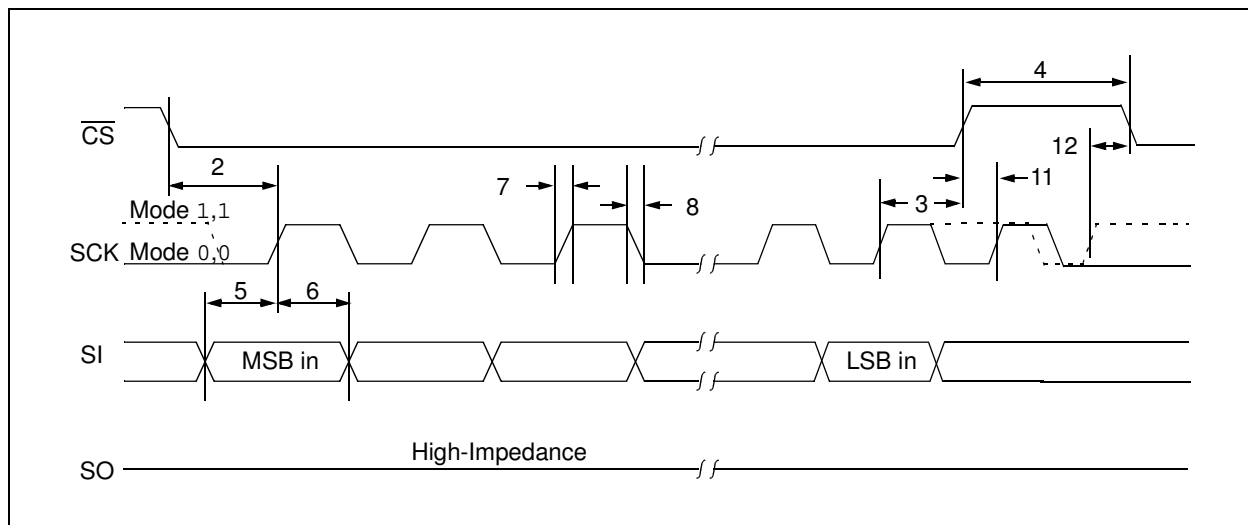 4
CS
12
2
7
11
3
8
Mode 1,1
SCK Mode 0,0
5
6
SI
MSB in
LSB in
High-Impedance
SO